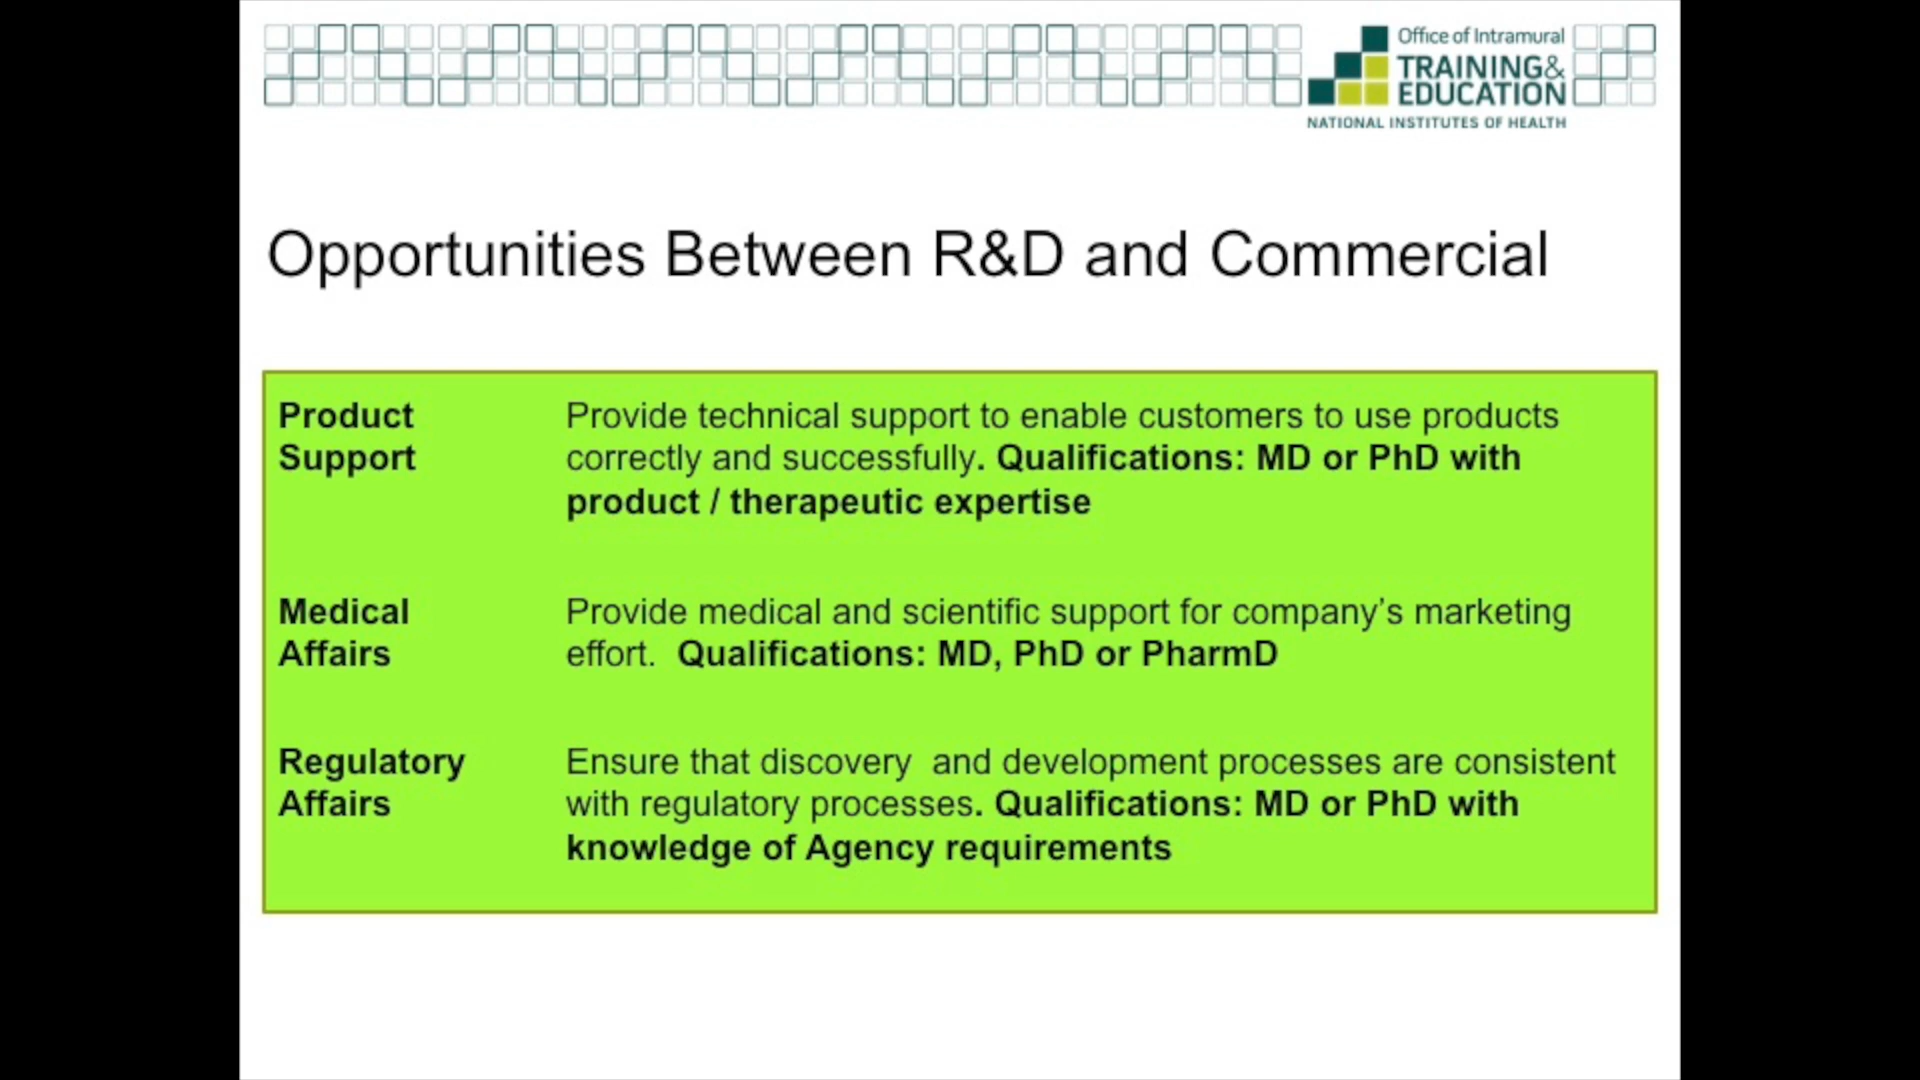 Office of Intramural
TRAINING&
EDUCATION
NATIONAL INSTITUTES OF HEALTH
Opportunities Between R&D and Commercial
Product
Support
Provide technical support to enable customers to use products
correctly and successfully. Qualifications: MD or PhD with
product / therapeutic expertise
Medical
Affairs
Provide medical and scientific support for company’s marketing
effort.  Qualifications: MD, PhD or PharmD
Regulatory
Affairs
Ensure that discovery  and development processes are consistent
with regulatory processes. Qualifications: MD or PhD with
knowledge of Agency requirements